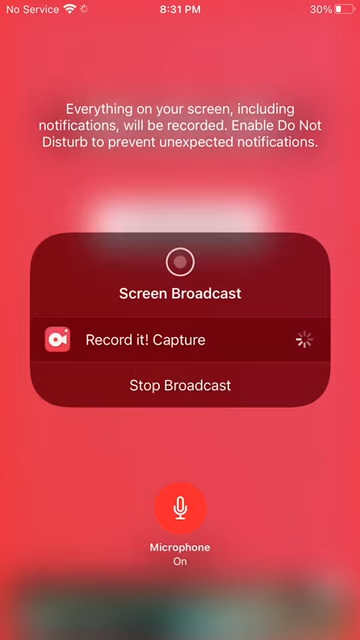 No Service 8:31 PM 30%
Everything on your screen, including
notifications, will be recorded. Enable Do Not
Disturb to prevent unexpected notifications.
Screen Broadcast
Record it! Capture
Stop Broadcast
Microphone
On